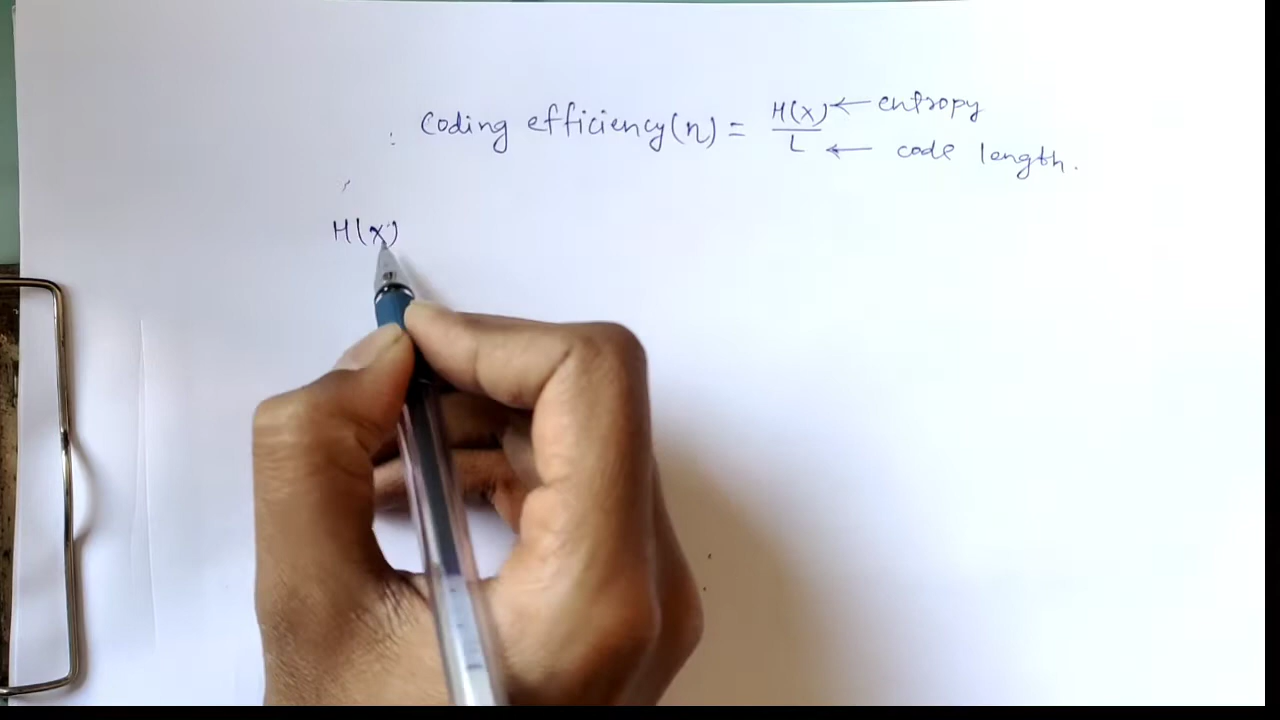 Coding efficiency(η) = H(X) ← entropy
L ← code length.
H(X)